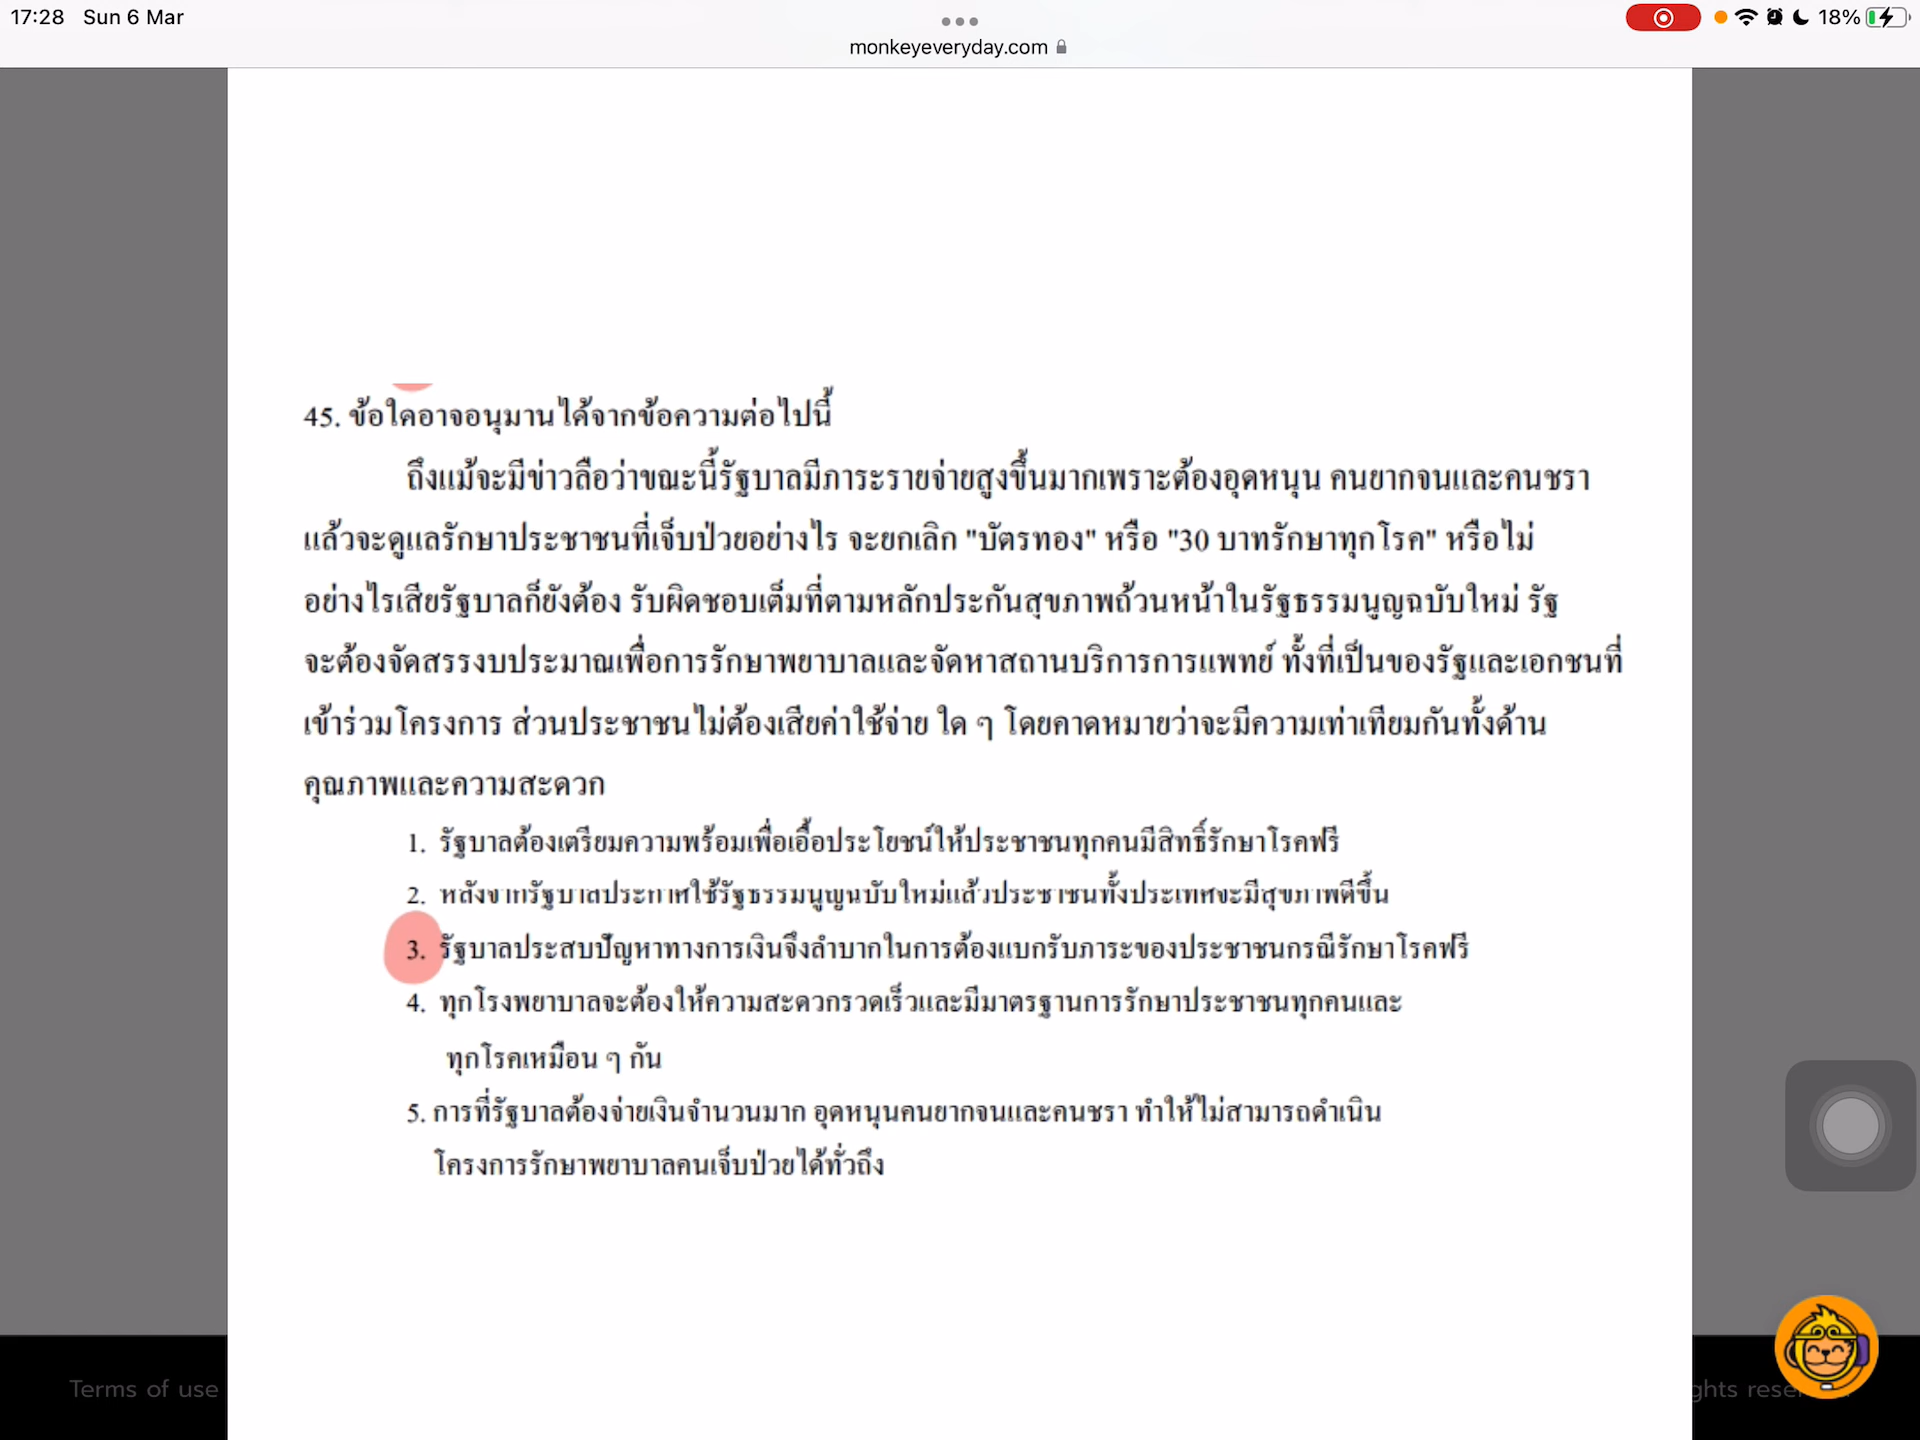 17:28 Sun 6 Mar
18%
monkeyeveryday.com
45. ข้อใดอาจอนุมานได้จากข้อความต่อไปนี้
ถึงแม้จะมีข่าวลือว่าขณะนี้รัฐบาลมีภาระรายจ่ายสูงขึ้นมากเพราะต้องอุดหนุน คนยากจนและคนชรา
แล้วจะดูแลรักษาประชาชนที่เจ็บป่วยอย่างไร จะยกเลิก "บัตรทอง" หรือ "30 บาทรักษาทุกโรค" หรือไม่
อย่างไรเสียรัฐบาลก็ยังต้อง รับผิดชอบเต็มที่ตามหลักประกันสุขภาพถ้วนหน้าในรัฐธรรมนูญฉบับใหม่ รัฐ
จะต้องจัดสรรงบประมาณเพื่อการรักษาพยาบาลและจัดหาสถานบริการการแพทย์ ทั้งที่เป็นของรัฐและเอกชนที่
เข้าร่วมโครงการ ส่วนประชาชนไม่ต้องเสียค่าใช้จ่าย ใด ๆ โดยคาดหมายว่าจะมีความเท่าเทียมกันทั้งด้าน
คุณภาพและความสะดวก
1. รัฐบาลต้องเตรียมความพร้อมเพื่อเอื้อประโยชน์ให้ประชาชนทุกคนมีสิทธิ์รักษาโรคฟรี
2. หลังจากรัฐบาลประกาศใช้รัฐธรรมนูญฉบับใหม่แล้วประชาชนทั้งประเทศจะมีสุขภาพดีขึ้น
3. รัฐบาลประสบปัญหาทางการเงินจึงลำบากในการต้องแบกรับภาระของประชาชนกรณีรักษาโรคฟรี
4. ทุกโรงพยาบาลจะต้องให้ความสะดวกรวดเร็วและมีมาตรฐานการรักษาประชาชนทุกคนและ
ทุกโรคเหมือน ๆ กัน
5. การที่รัฐบาลต้องจ่ายเงินจำนวนมาก อุดหนุนคนยากจนและคนชรา ทำให้ไม่สามารถดำเนิน
โครงการรักษาพยาบาลคนเจ็บป่วยได้ทั่วถึง
Terms of use